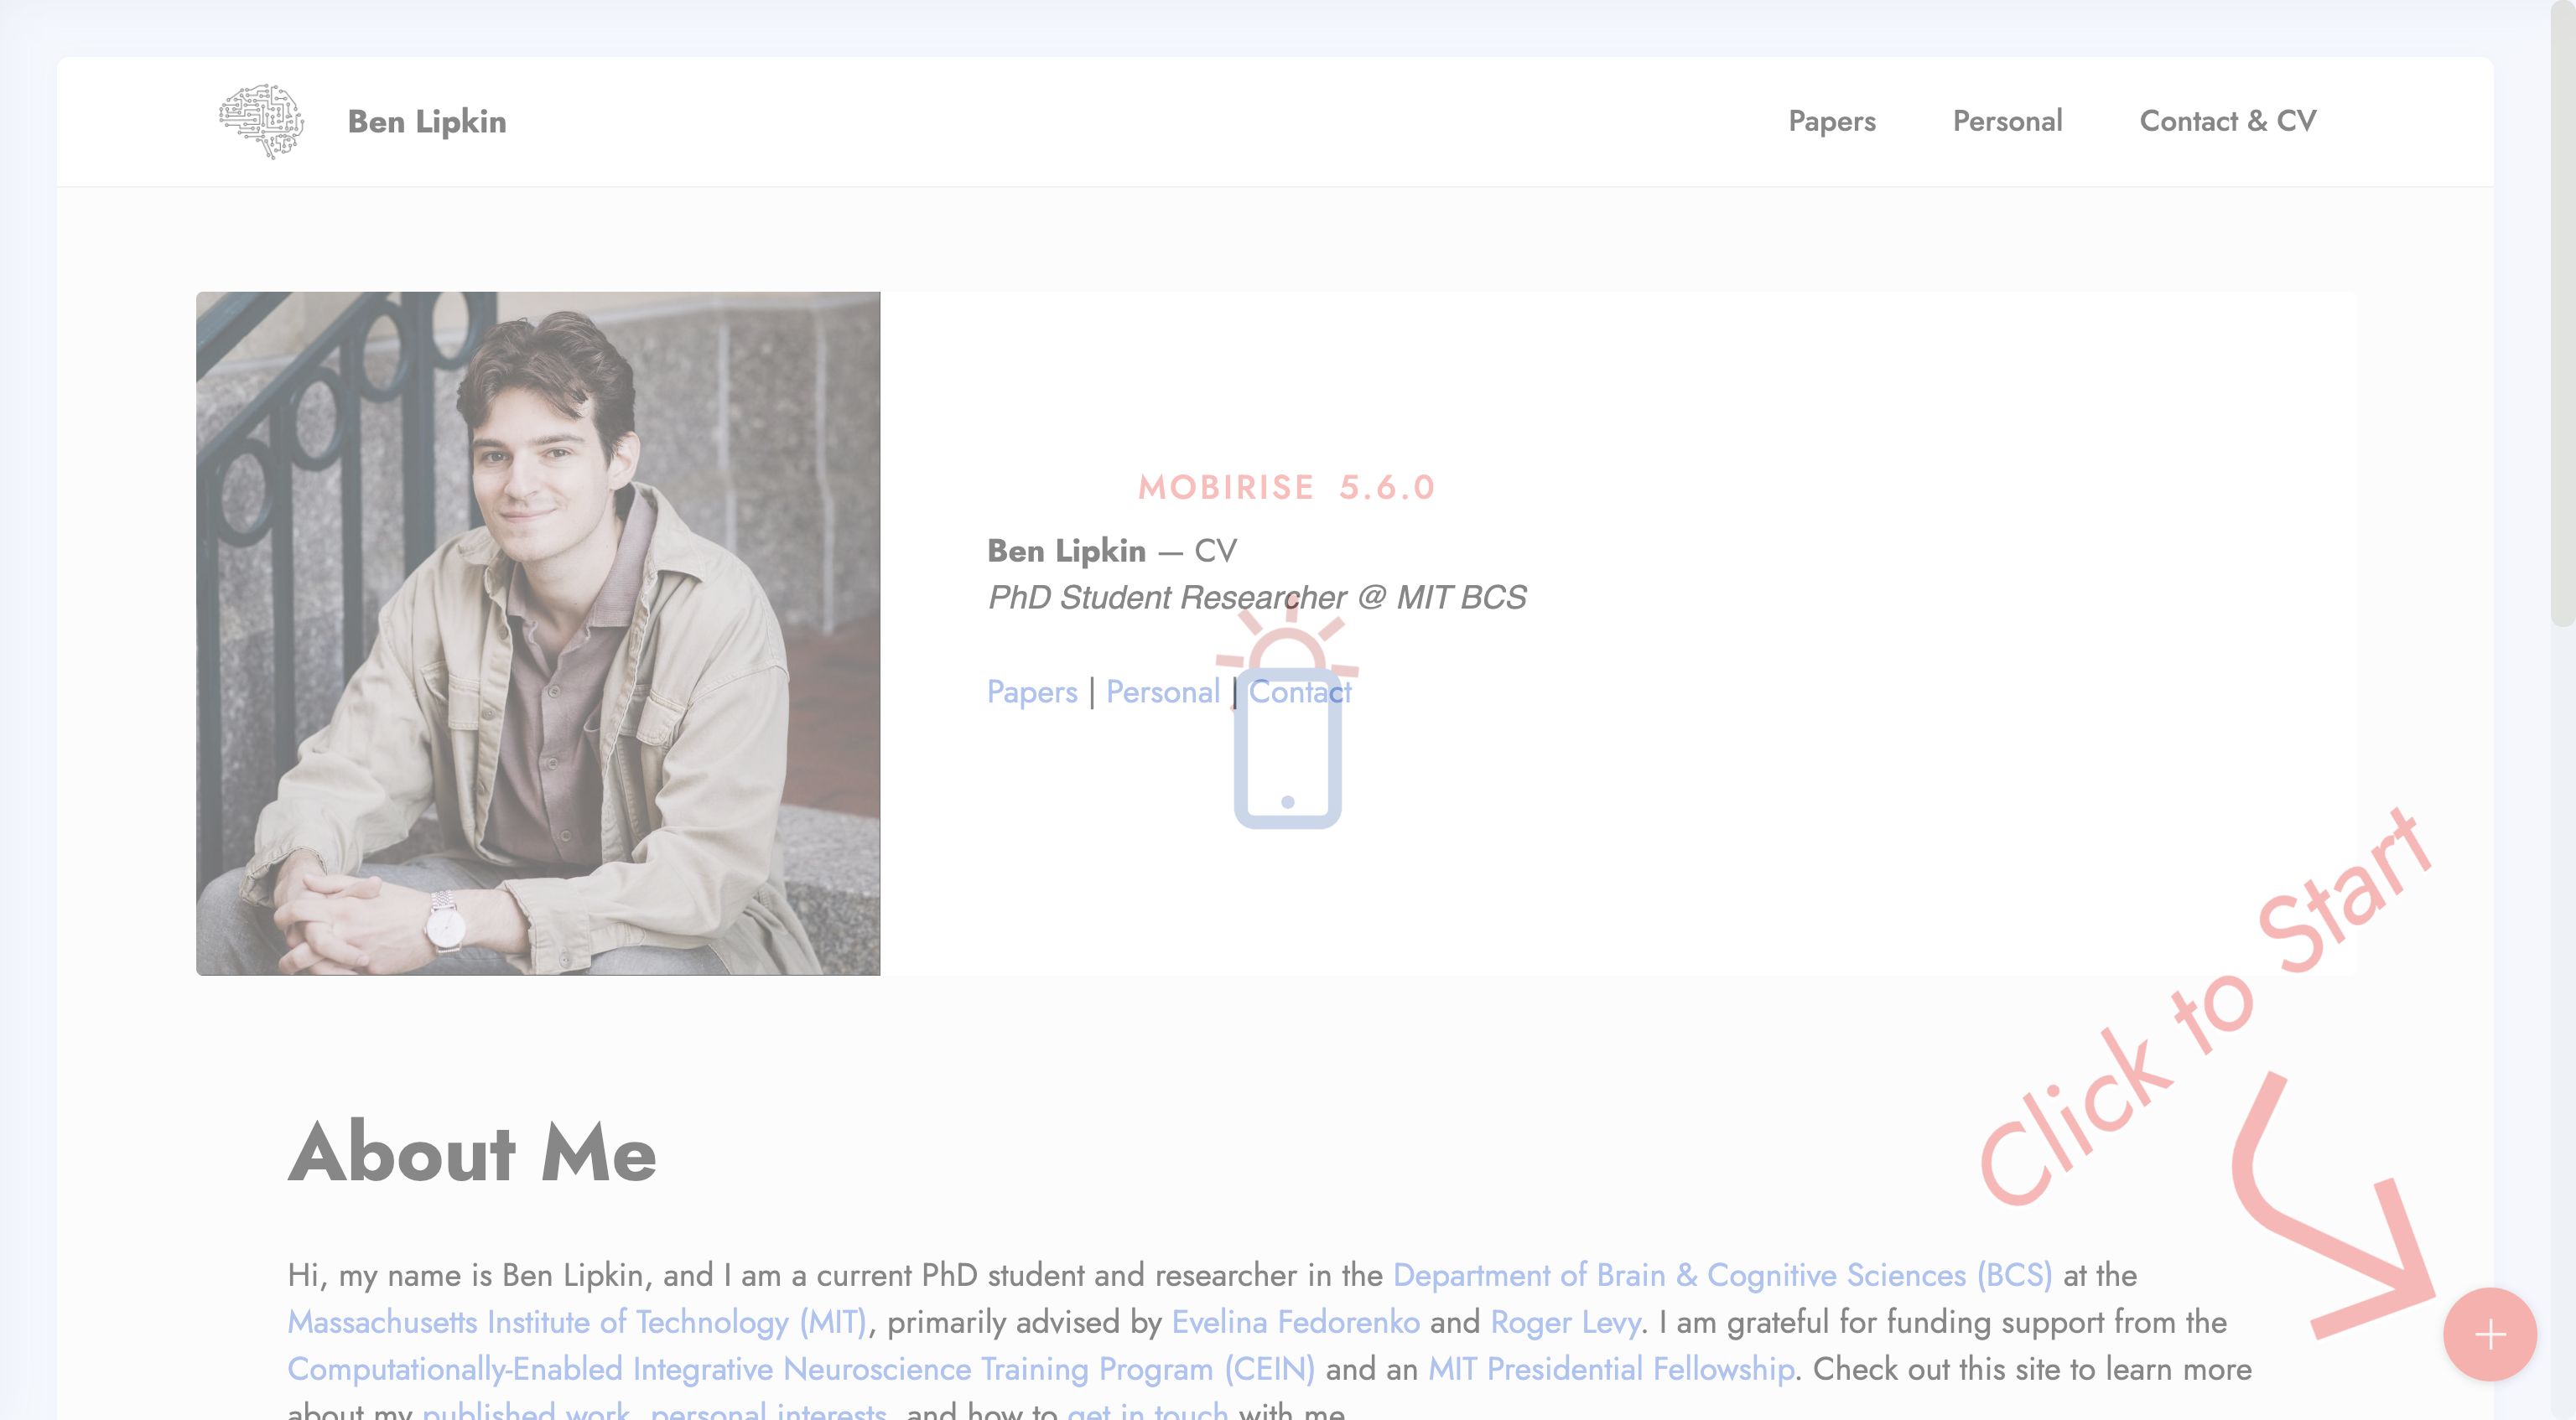 Ben Lipkin
Papers Personal Contact & CV
MOBIRISE 5.6.0
Ben Lipkin — CV
PhD Student Researcher @ MIT BCS
Papers | Personal | Contact
Click to Start
About Me
Hi, my name is Ben Lipkin, and I am a current PhD student and researcher in the Department of Brain & Cognitive Sciences (BCS) at the
Massachusetts Institute of Technology (MIT), primarily advised by Evelina Fedorenko and Roger Levy. I am grateful for funding support from the
Computationally-Enabled Integrative Neuroscience Training Program (CEIN) and an MIT Presidential Fellowship. Check out this site to learn more
about my published work, personal interests, and how to get in touch with me.